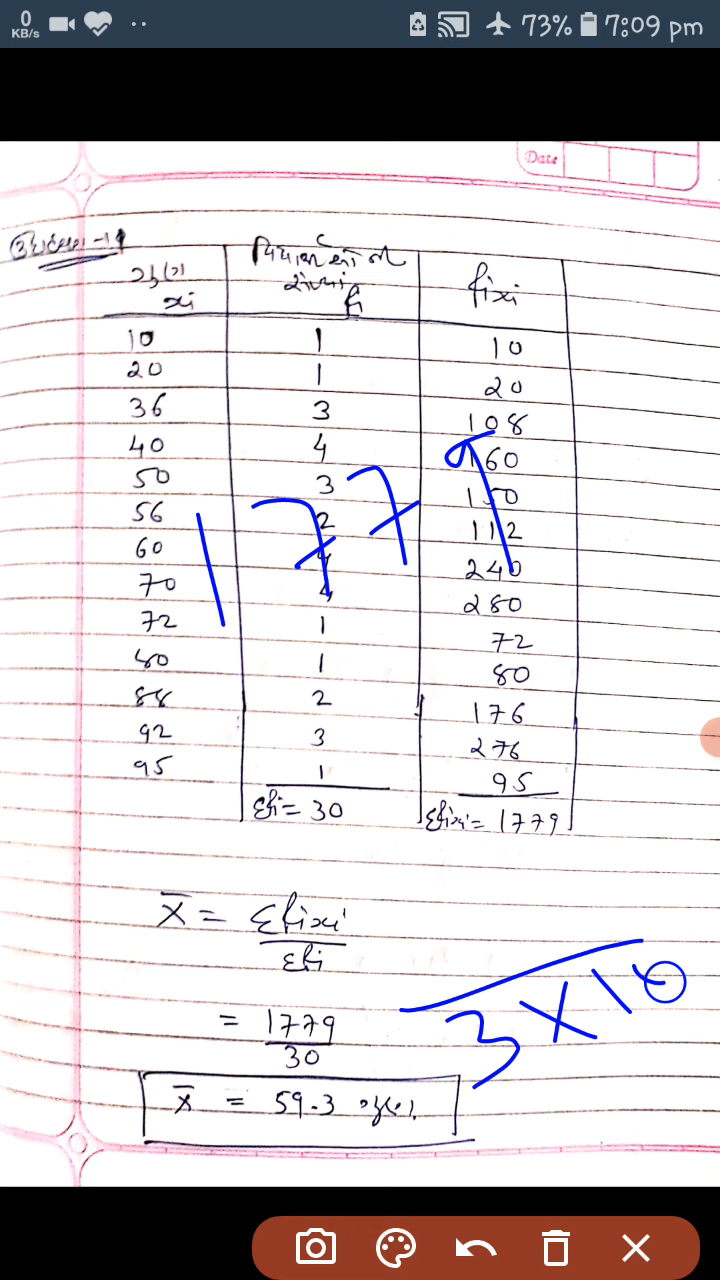 0
KB/s
73% 7:09 pm
Date
ઉદાહરણ-1
ગુણ વિદ્યાર્થીઓની
xi સંખ્યા fi fixi
10 1 10
20 1 20
36 3 108
40 4 160
50 3 150
56 2 112
60 4 240
70 4 280
72 1 72
80 1 80
88 2 176
92 3 276
95 1 95
Σfi = 30 Σfixi = 1779
1779
x̄ = Σfixi
Σfi
= 1779
30
3 × 10
x̄ = 59.3 ગુણ.